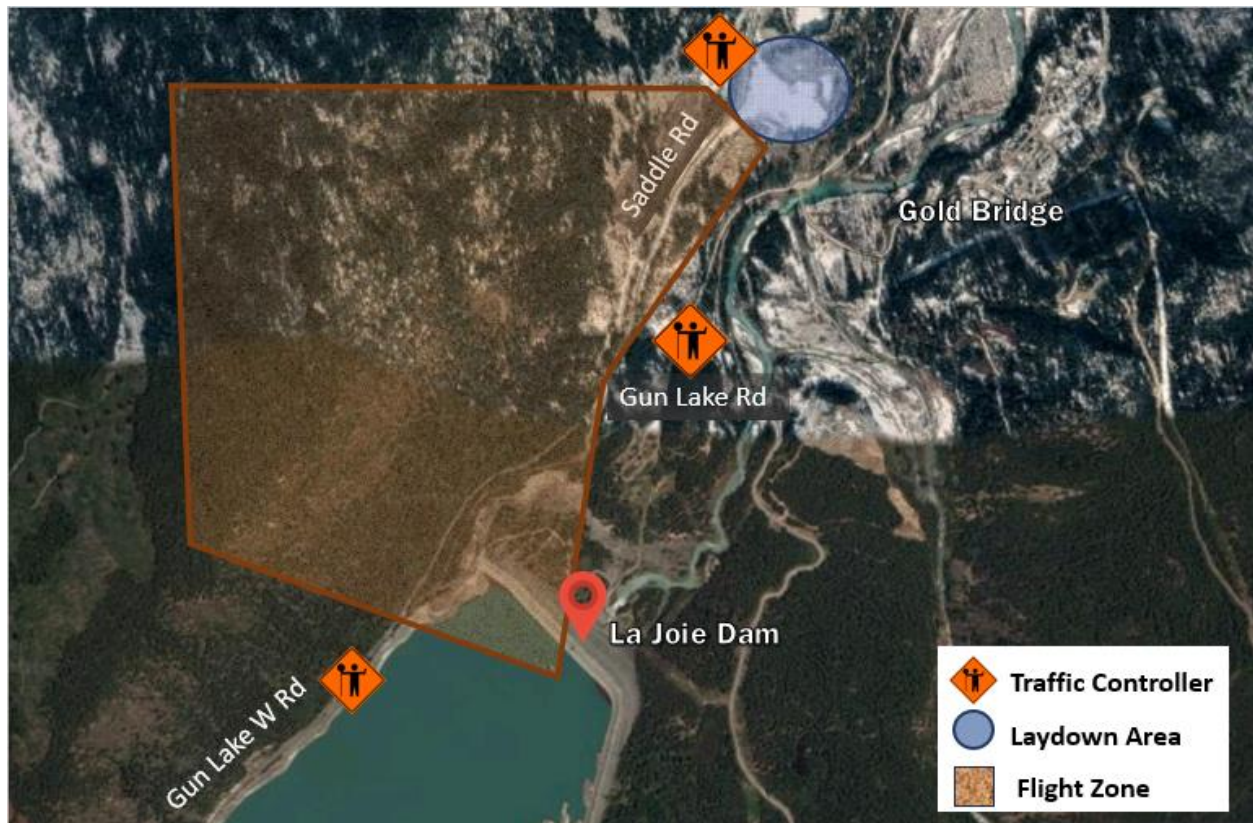 Saddle Rd
Gold Bridge
Gun Lake Rd
La Joie Dam
Gun Lake W Rd
Traffic Controller
Laydown Area
Flight Zone